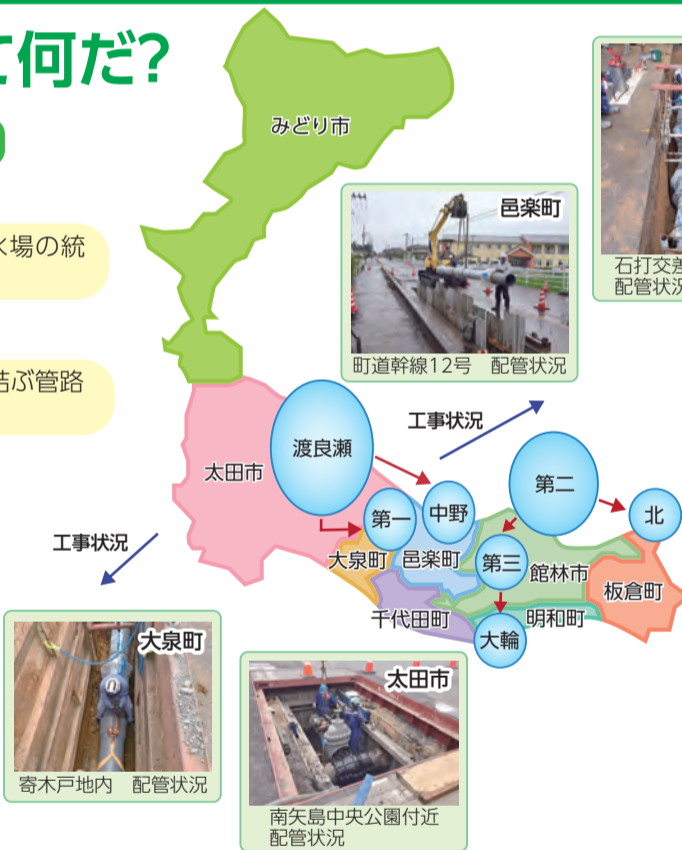 て何だ?
みどり市
水場の統
結ぶ管路
邑楽町
町道幹線12号 配管状況
石打交差
配管状況
工事状況
渡良瀬
太田市
第一
中野
第二
北
大泉町
邑楽町
第三
館林市
板倉町
千代田町
明和町
大輪
工事状況
大泉町
寄木戸地内 配管状況
太田市
南矢島中央公園付近
配管状況